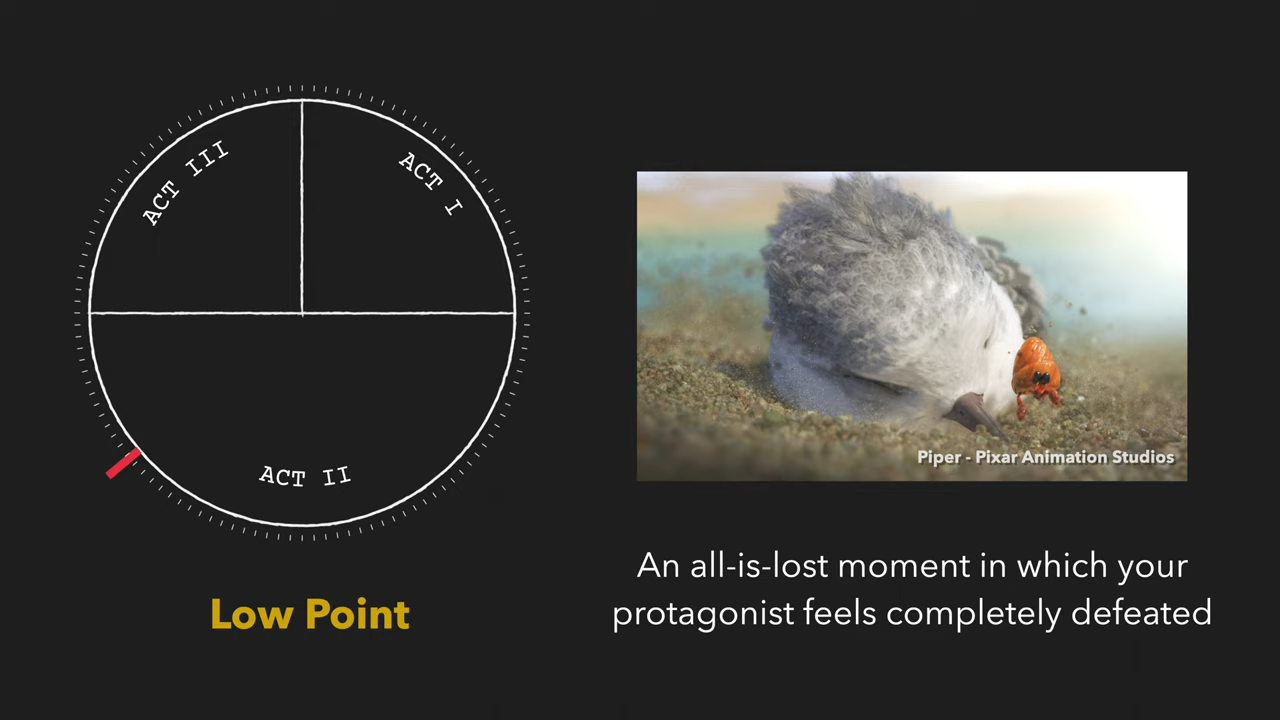 ACT III
ACT I
ACT II
Low Point
Piper - Pixar Animation Studios
An all-is-lost moment in which your
protagonist feels completely defeated